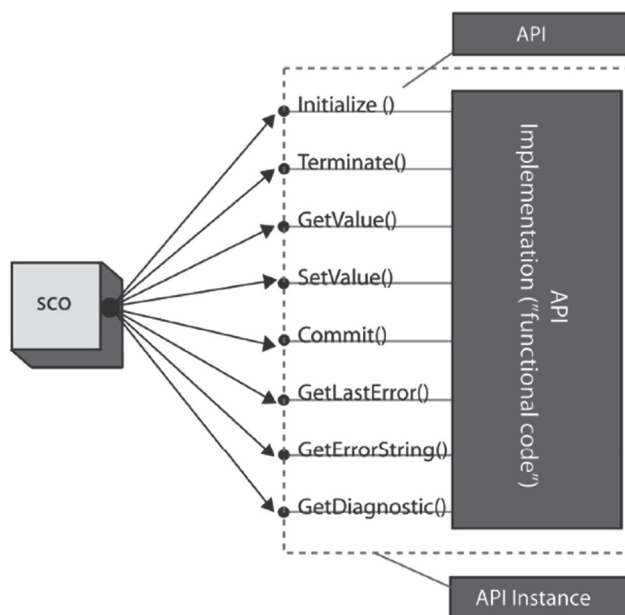 API
Initialize ()
Terminate()
GetValue()
SetValue()
Commit()
GetLastError()
GetErrorString()
GetDiagnostic()
sco
API
Implementation ("functional
code")
API Instance